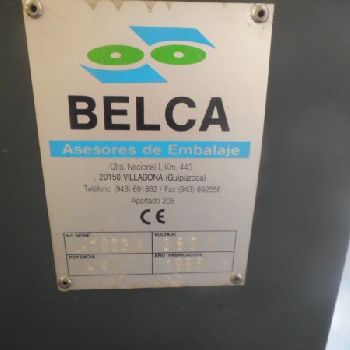 BELCA
Asesores de Embalaje
Ctra. Nacional I, Km. 440
20150 VILLABONA (Guipúzcoa)
Teléfono (943) 691882 / Fax (943) 692556
Apartado 208
CE
Nº SERIE VOLTAJE
POTENCIA AÑO FABRICACION